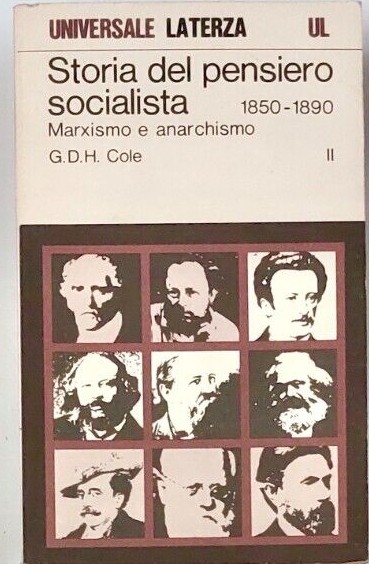 UNIVERSALE LATERZA UL
Storia del pensiero
socialista 1850-1890
Marxismo e anarchismo
G.D.H. Cole II